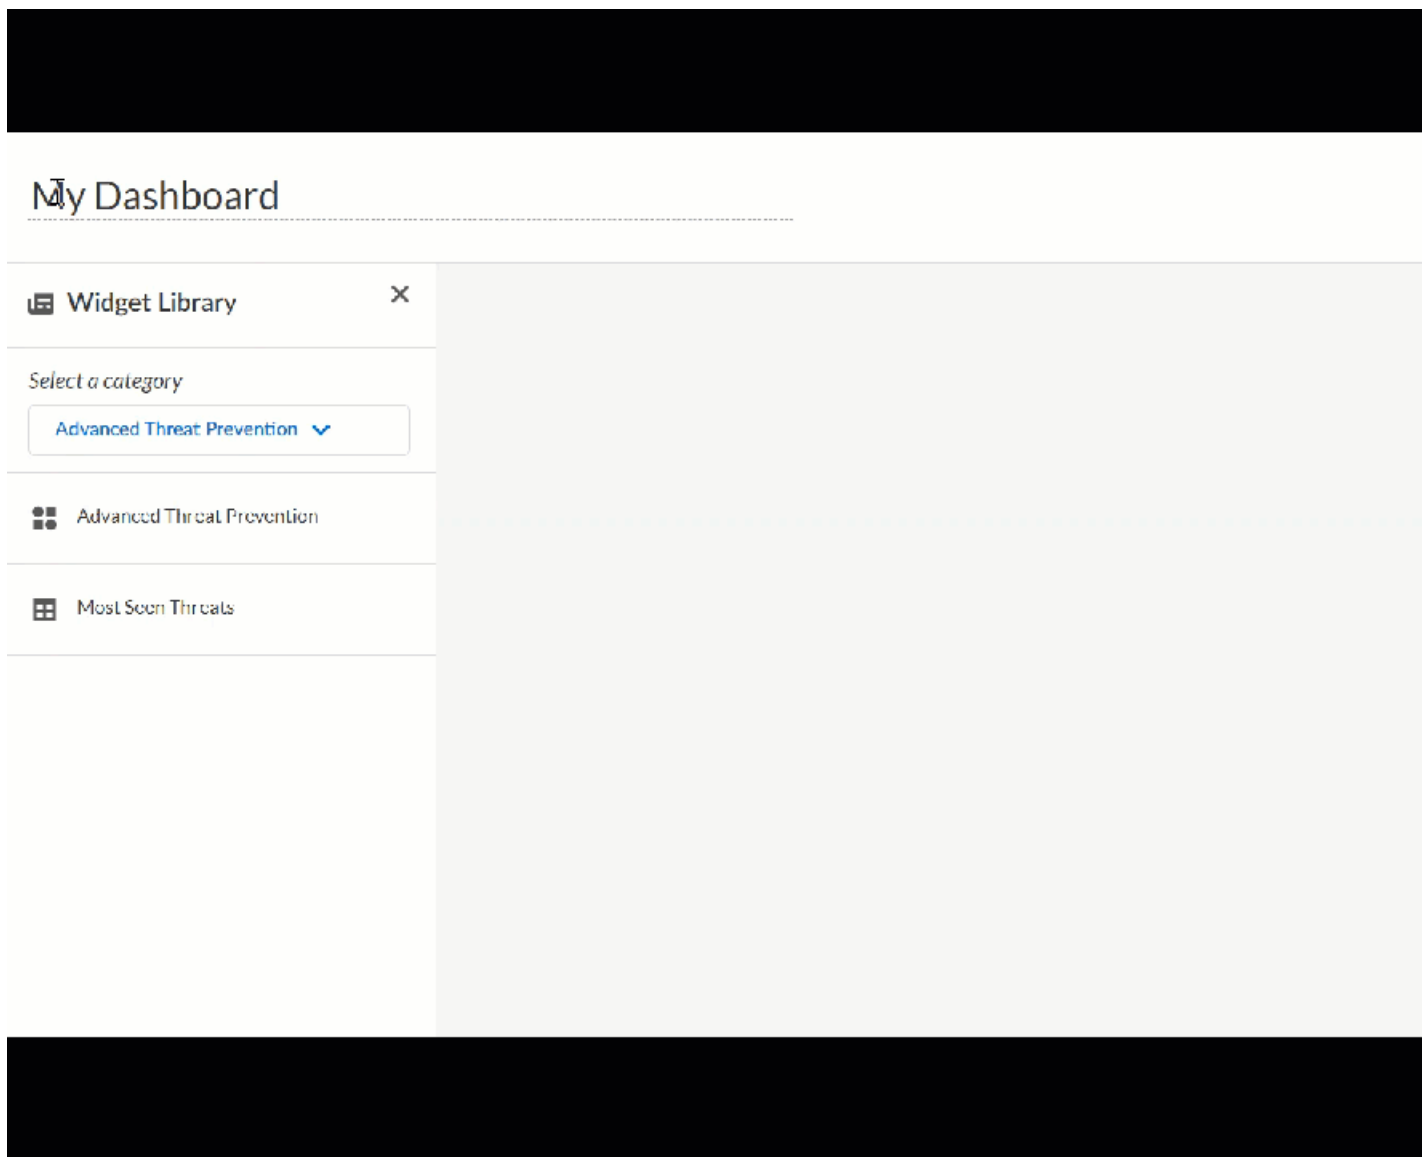 My Dashboard
Widget Library
Select a category
Advanced Threat Prevention
Advanced Threat Prevention
Most Seen Threats